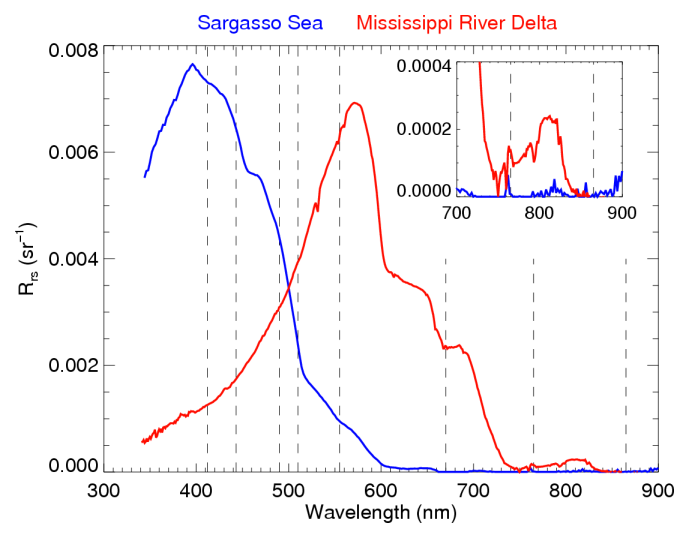 Sargasso Sea Mississippi River Delta
0.008
0.006
0.004
0.002
0.000
R_rs (sr⁻¹)
0.0004
0.0002
0.0000
700 800 900
300 400 500 600 700 800 900
Wavelength (nm)